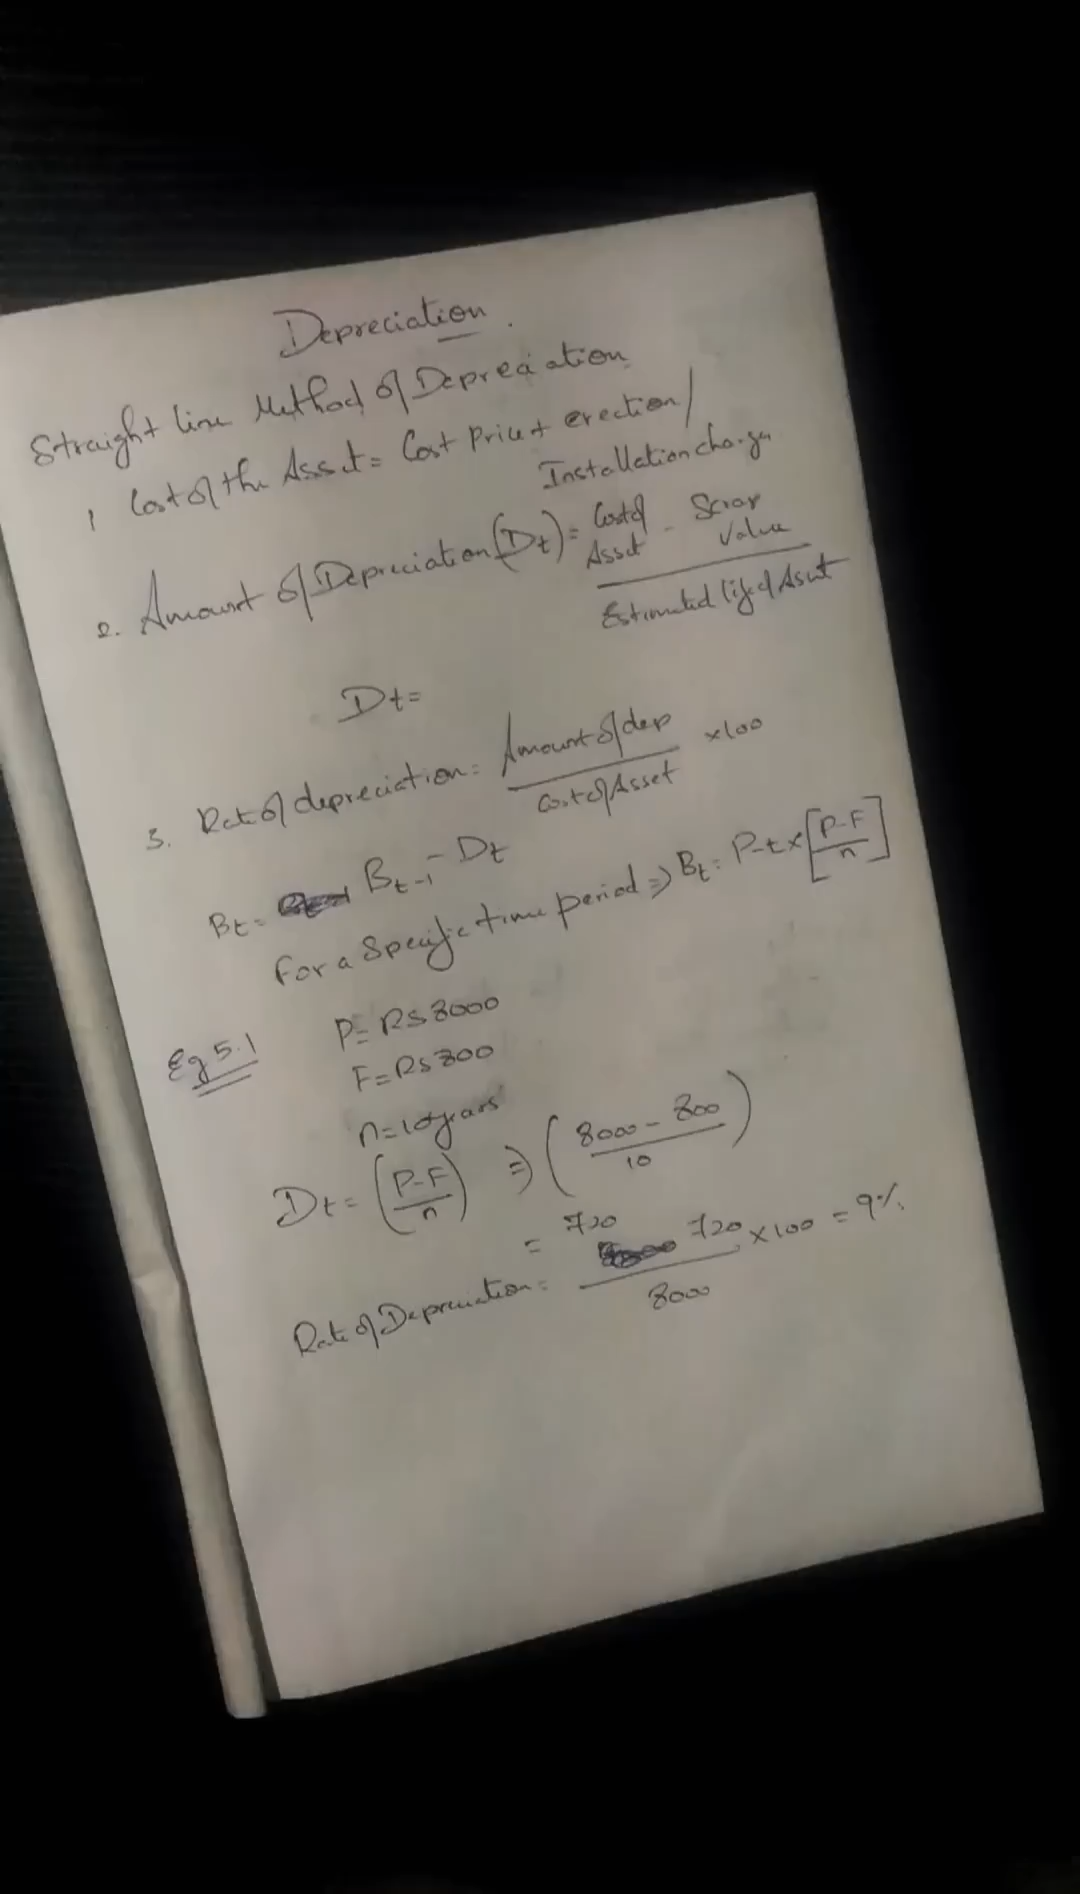 Depreciation.
Straight line Method of Depreciation
1 Cost of the Asset = Cost Price + erection/
Installation charges
2. Amount of Depreciation (Dt) = Cost of Asset - Scrap Value
Estimated life of Asset
Dt =
3. Rate of depreciation = Amount of dep x 100
Cost of Asset
Bt = Bt-1 - Dt
For a Specific time period => Bt = P-t x [P-F
n]
Eg 5.1
P = RS 8000
F = RS 800
n = 10 years
Dt = (P-F
n) => (8000 - 800
10)
= 720
Rate of Depreciation = 720 x 100 = 9%
8000